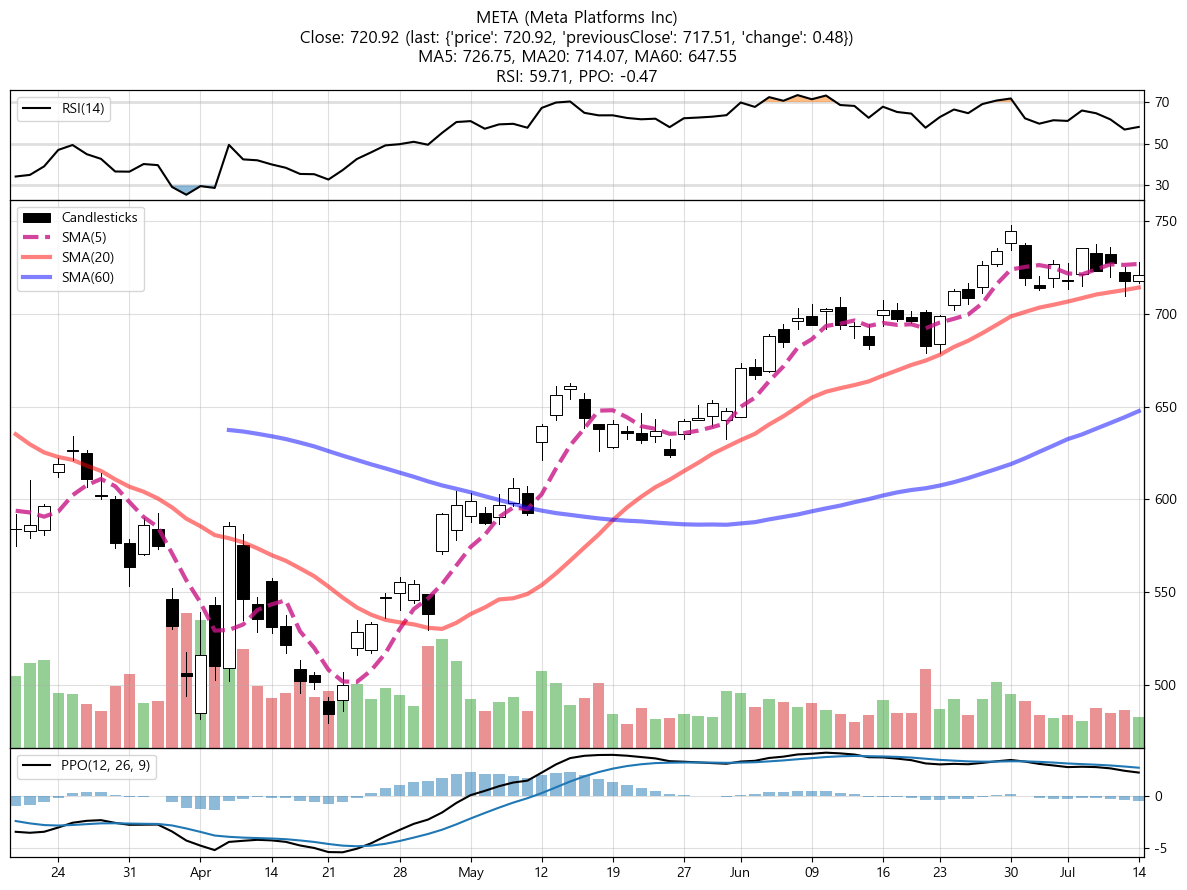 META (Meta Platforms Inc)
Close: 720.92 (last: {'price': 720.92, 'previousClose': 717.51, 'change': 0.48})
MA5: 726.75, MA20: 714.07, MA60: 647.55
RSI: 59.71, PPO: -0.47
RSI(14)
70
50
30
Candlesticks
SMA(5)
SMA(20)
SMA(60)
750
700
650
600
550
500
PPO(12, 26, 9)
0
-5
24 31 Apr 14 21 28 May 12 19 27 Jun 09 16 23 30 Jul 14